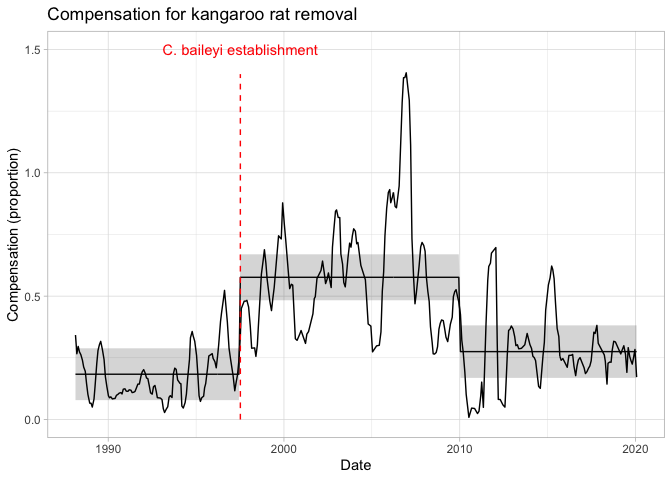 Compensation for kangaroo rat removal
C. baileyi establishment
Compensation (proportion)
1.5
1.0
0.5
0.0
1990
2000
2010
2020
Date